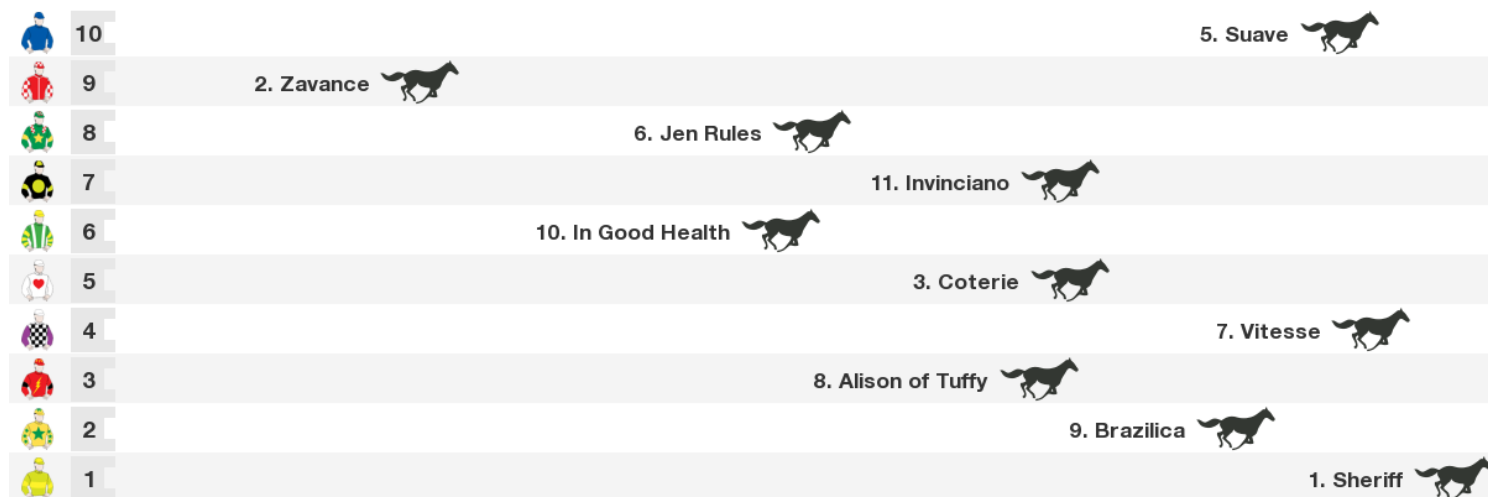 10 5. Suave
9 2. Zavance
8 6. Jen Rules
7 11. Invinciano
6 10. In Good Health
5 3. Coterie
4 7. Vitesse
3 8. Alison of Tuffy
2 9. Brazilica
1 1. Sheriff